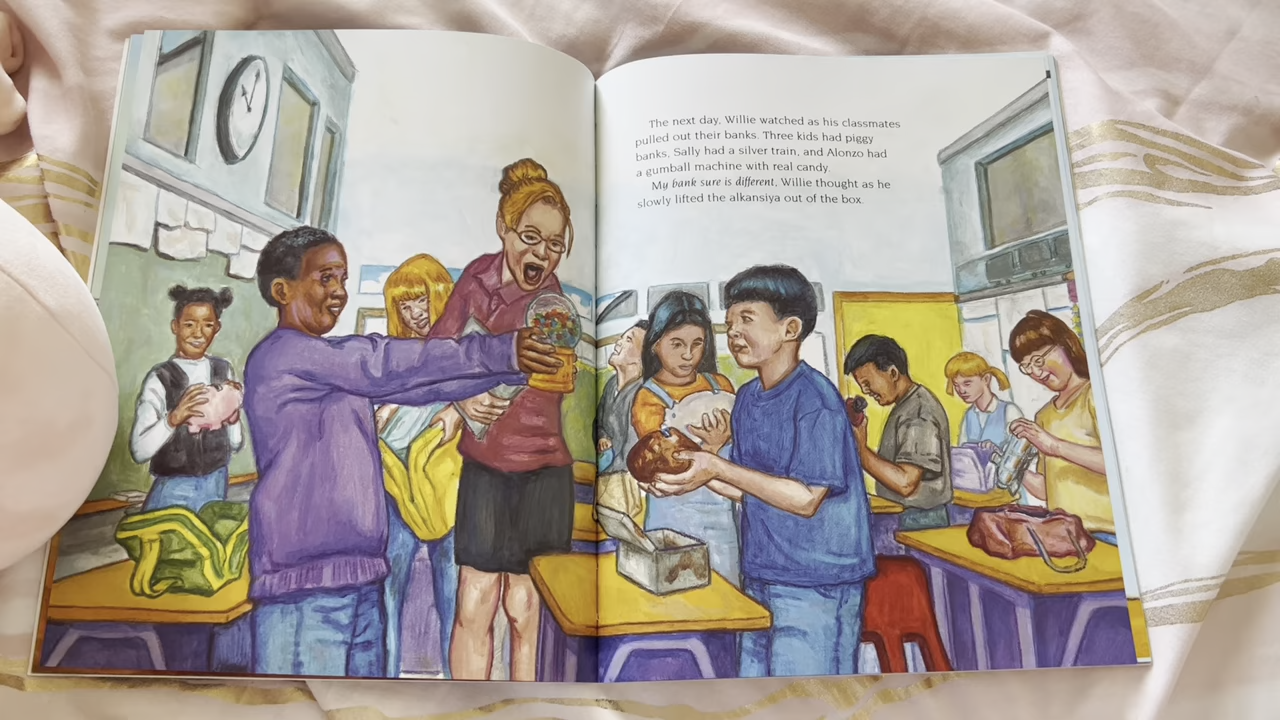 The next day, Willie watched as his classmates
pulled out their banks. Three kids had piggy
banks, Sally had a silver train, and Alonzo had
a gumball machine with real candy.
My bank sure is different, Willie thought as he
slowly lifted the alkansiya out of the box.